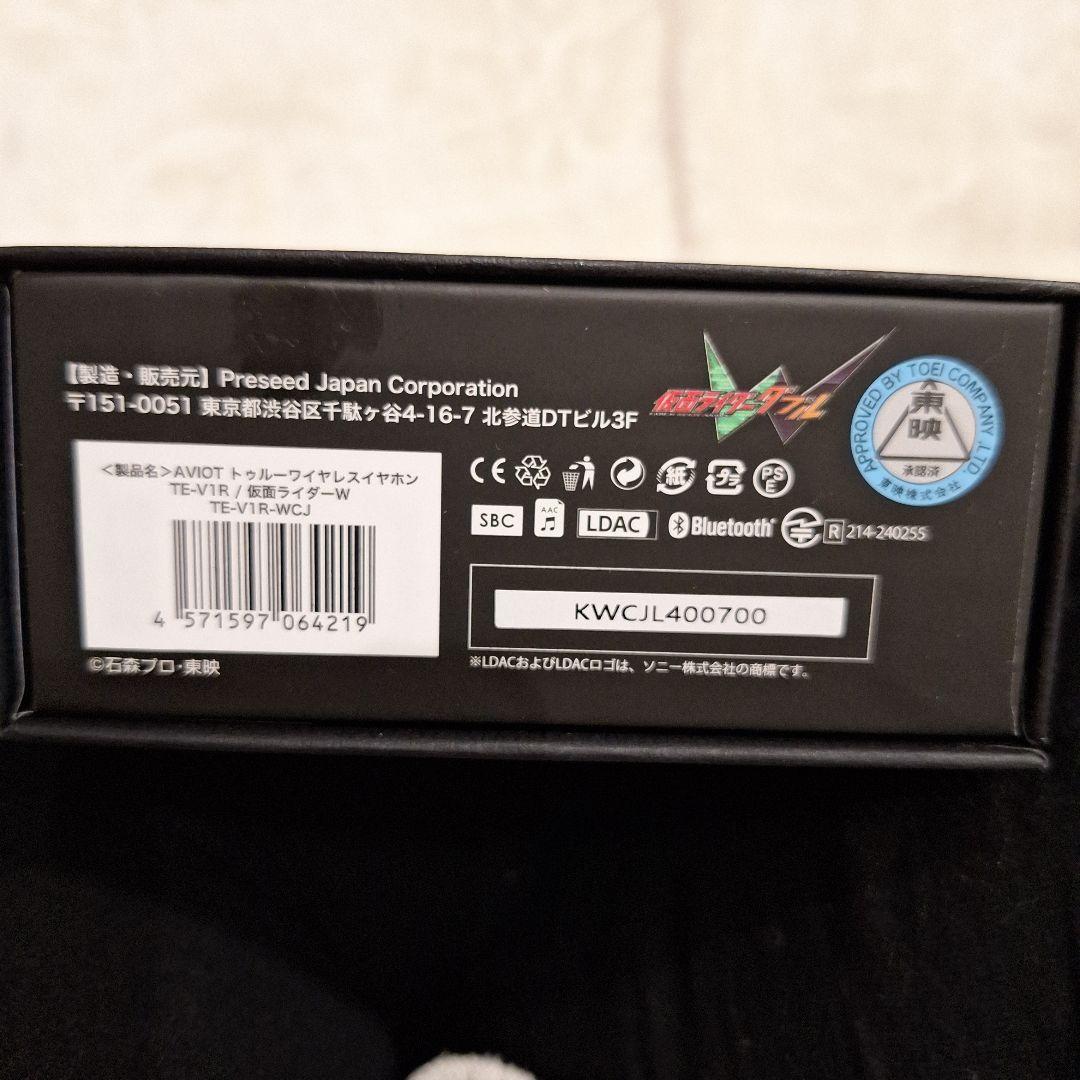 【製造・販売元】Preseed Japan Corporation
〒151-0051 東京都渋谷区千駄ヶ谷4-16-7 北参道DTビル3F
仮面ライダーダブル
APPROVED BY TOEI COMPANY .LTD
東映
承認済
東映株式会社
<製品名>AVIOT トゥルーワイヤレスイヤホン
TE-V1R / 仮面ライダーW
TE-V1R-WCJ
4 571597 064219
©石森プロ・東映
CE
紙
プラ
PS E
SBC
AAC
LDAC
Bluetooth
R 214-240255
KWCJL400700
※LDACおよびLDACロゴは、ソニー株式会社の商標です。